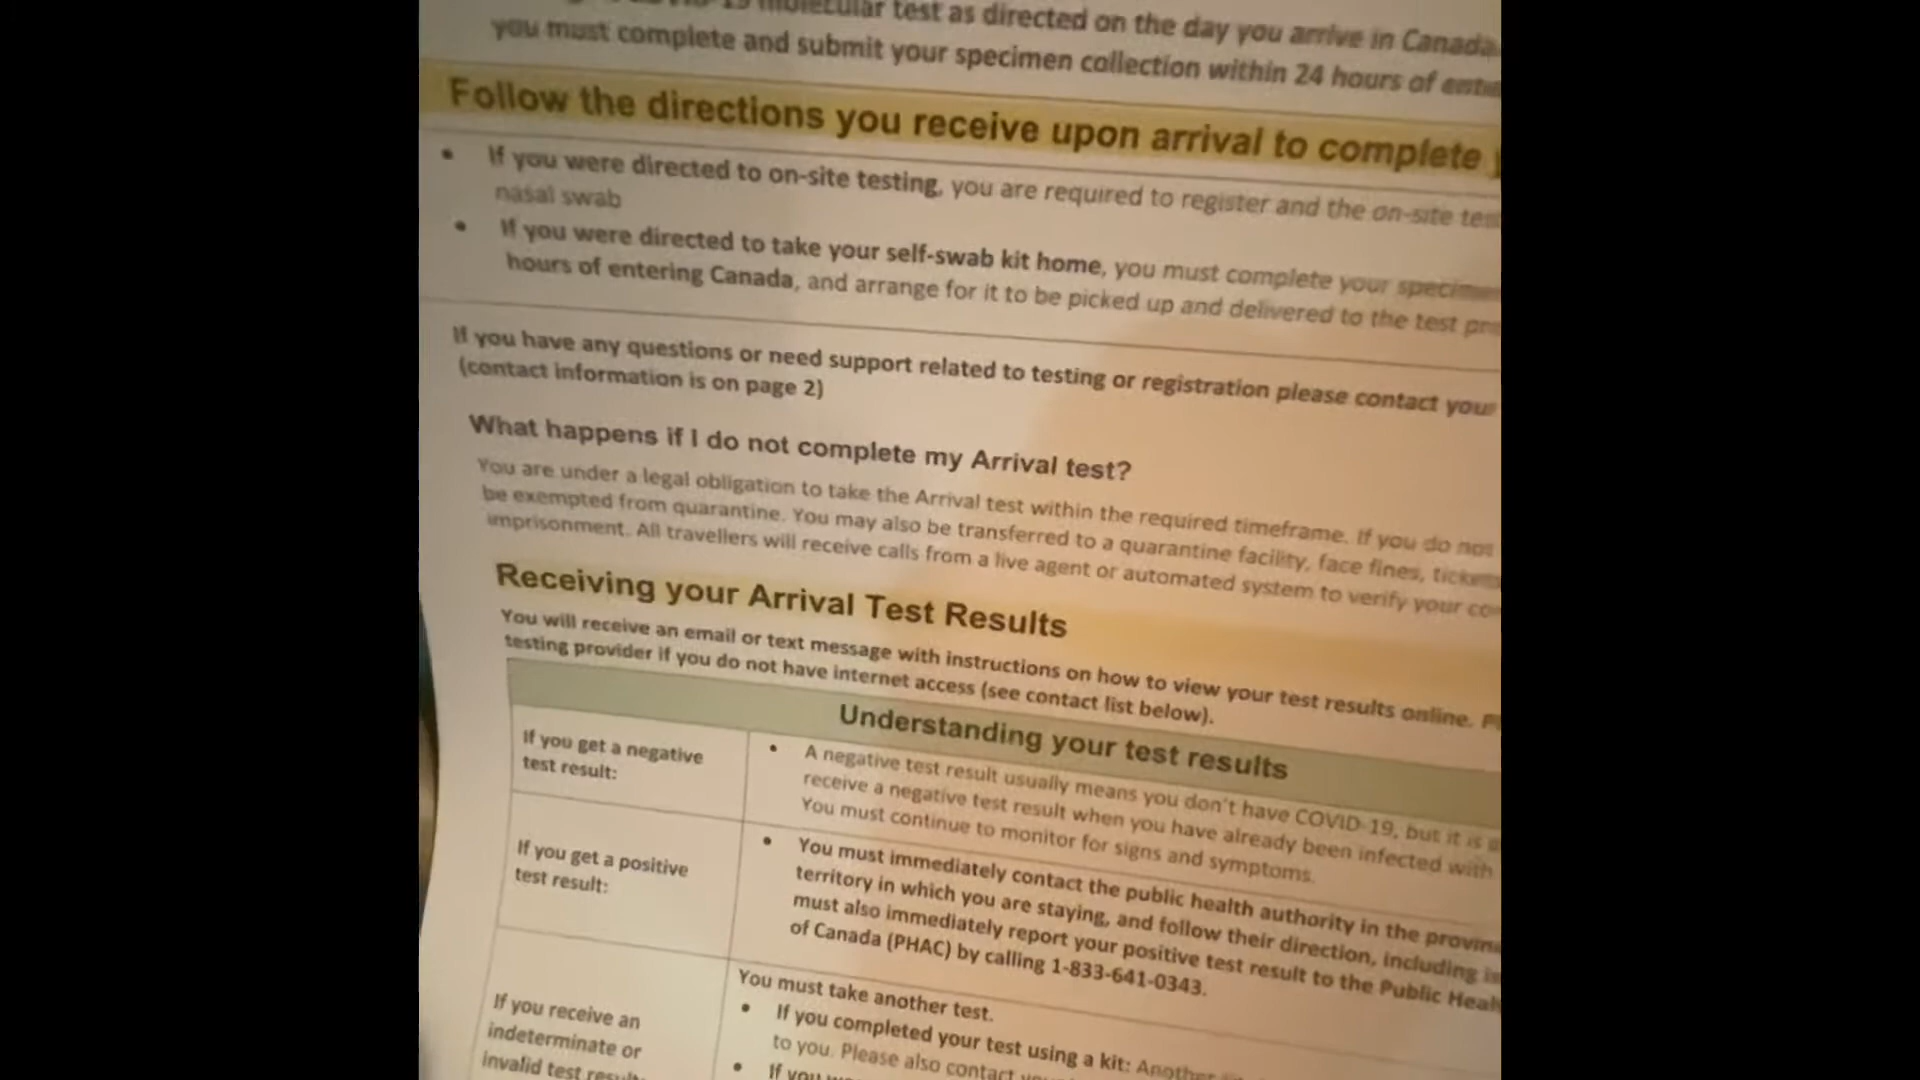 molecular test as directed on the day you arrive in Canada
you must complete and submit your specimen collection within 24 hours of
Follow the directions you receive upon arrival to complete
• If you were directed to on-site testing, you are required to register and the on-site
nasal swab
• If you were directed to take your self-swab kit home, you must complete your
hours of entering Canada, and arrange for it to be picked up and delivered to the test
If you have any questions or need support related to testing or registration please contact your
(contact information is on page 2)
What happens if I do not complete my Arrival test?
You are under a legal obligation to take the Arrival test within the required timeframe. If you do not
be exempted from quarantine. You may also be transferred to a quarantine facility, face fines,
imprisonment. All travellers will receive calls from a live agent or automated system to verify your
Receiving your Arrival Test Results
You will receive an email or text message with instructions on how to view your test results online.
testing provider if you do not have internet access (see contact list below).
Understanding your test results
If you get a negative
test result:
• A negative test result usually means you don't have COVID-19, but it is
receive a negative test result when you have already been infected with
You must continue to monitor for signs and symptoms.
If you get a positive
test result:
• You must immediately contact the public health authority in the
territory in which you are staying, and follow their direction, including
must also immediately report your positive test result to the Public
of Canada (PHAC) by calling 1-833-641-0343.
If you receive an
indeterminate or
invalid test
You must take another test.
• If you completed your test using a kit: Another
to you. Please also contact
• If you